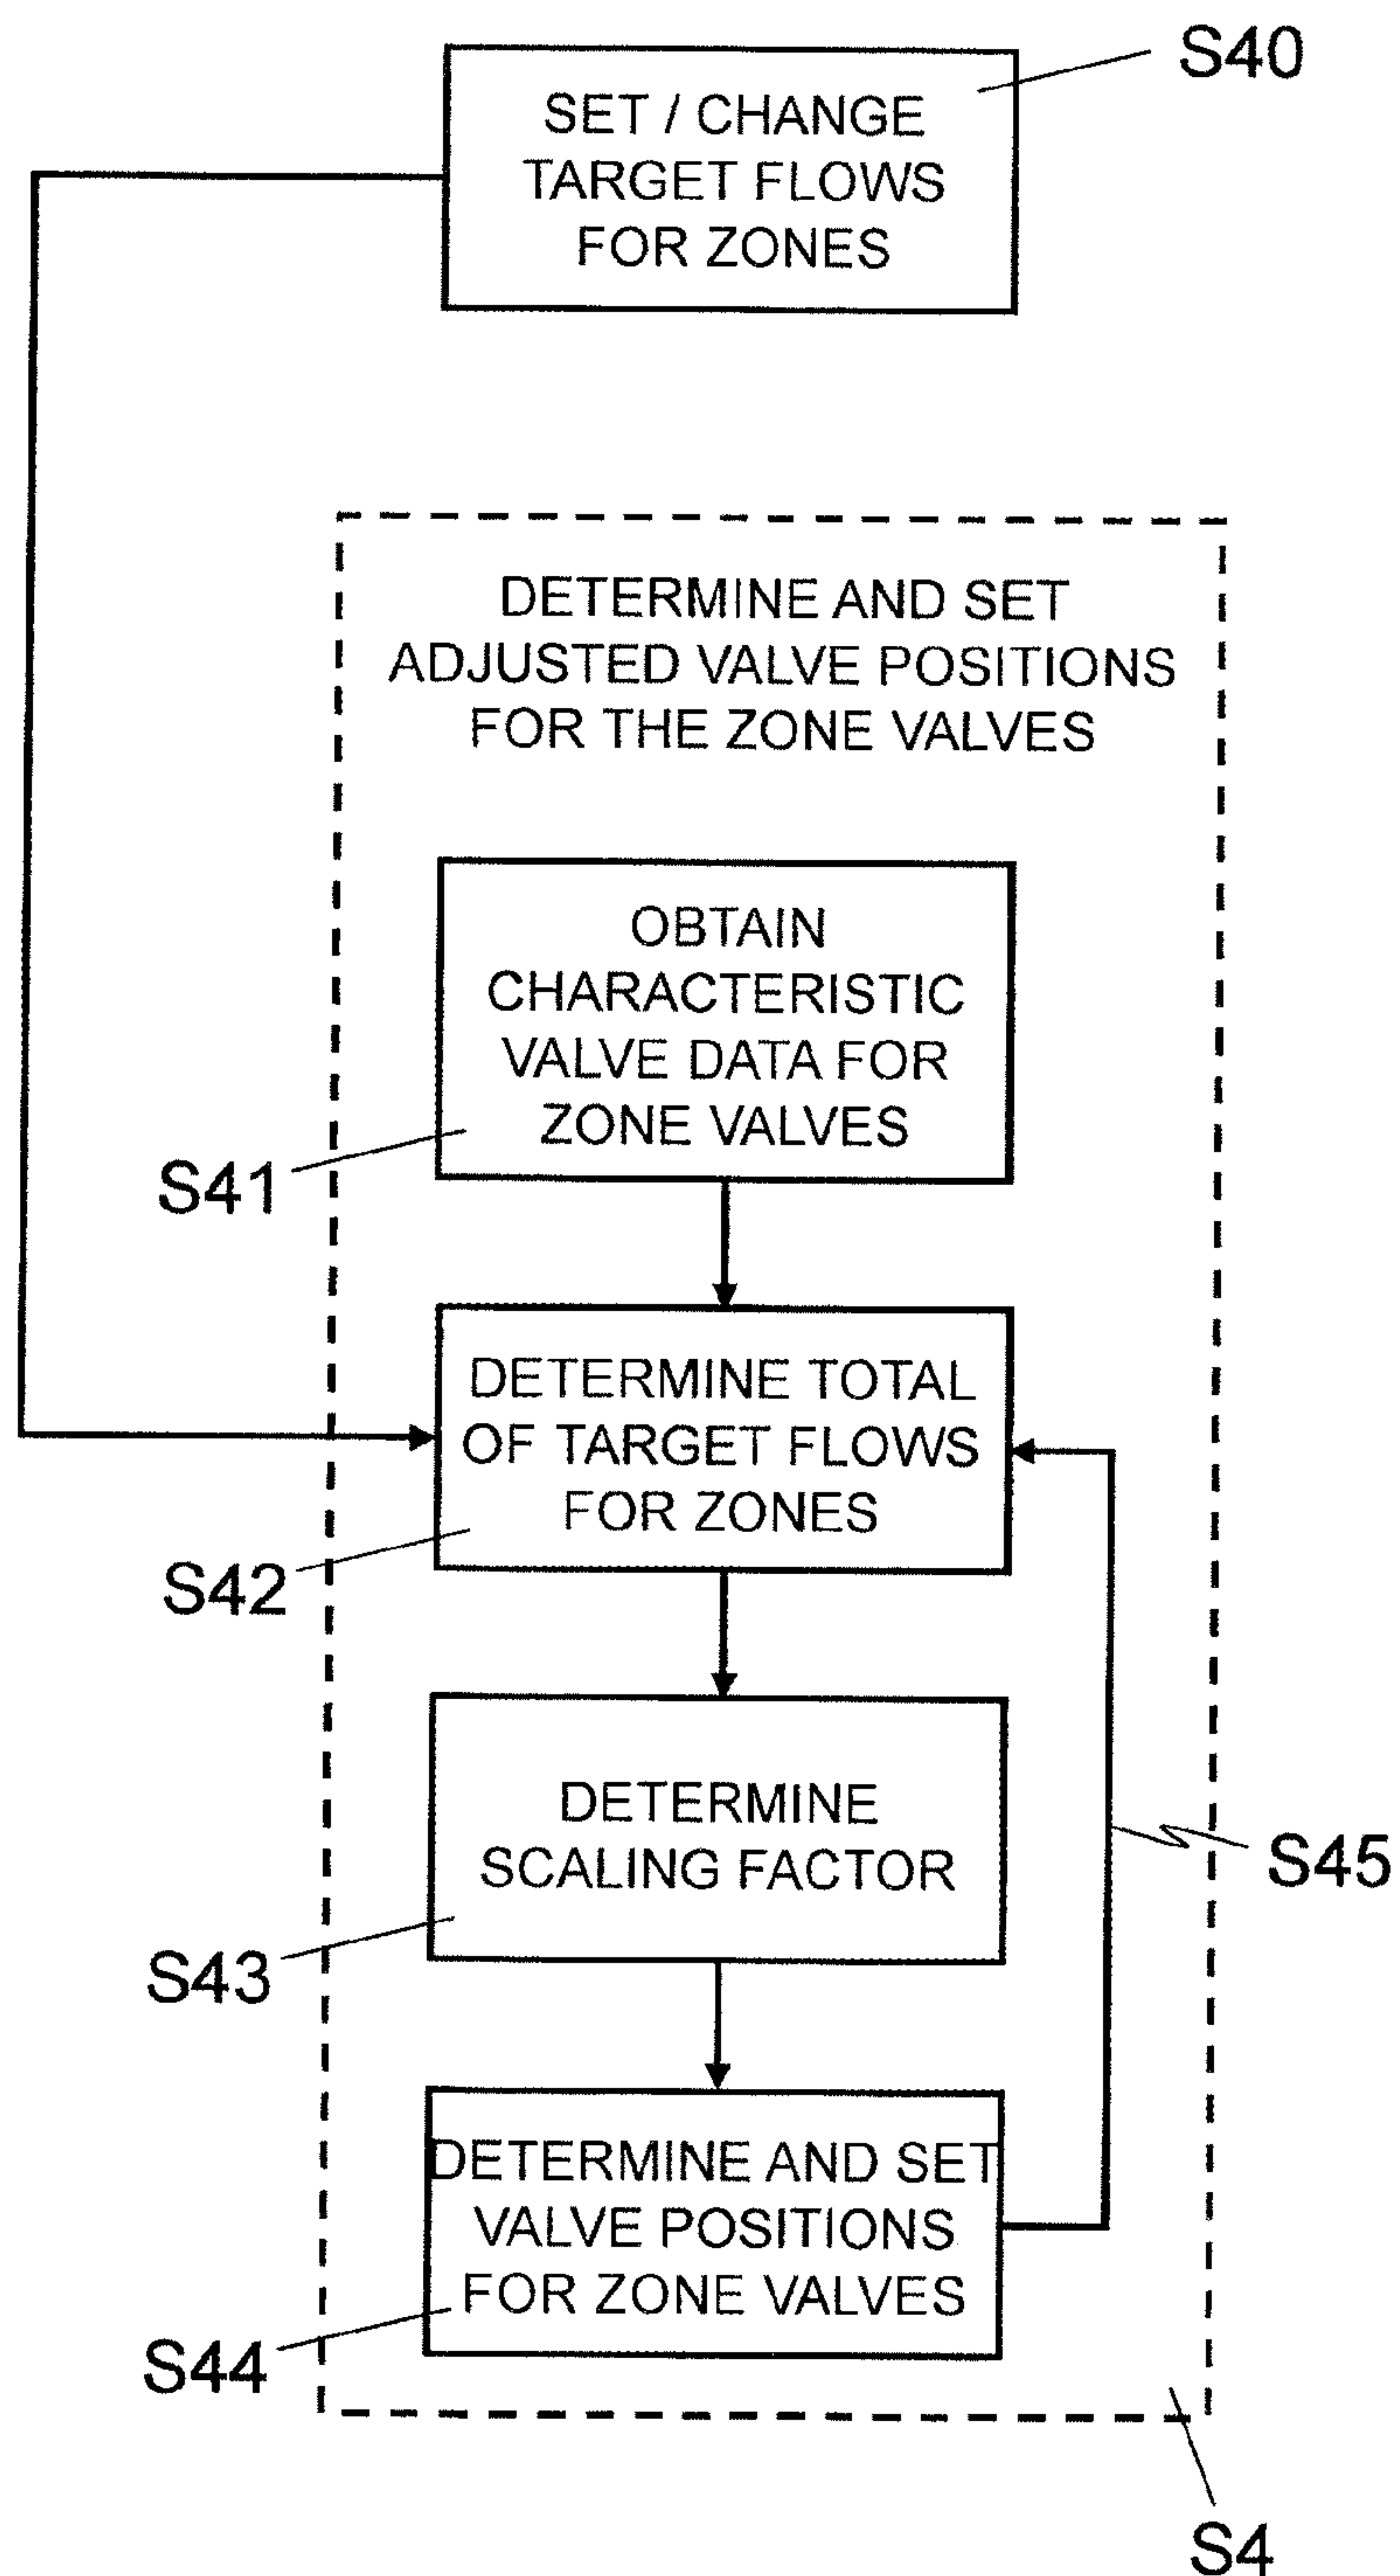 S40
SET / CHANGE
TARGET FLOWS
FOR ZONES
DETERMINE AND SET
ADJUSTED VALVE POSITIONS
FOR THE ZONE VALVES
OBTAIN
CHARACTERISTIC
VALVE DATA FOR
ZONE VALVES
S41
DETERMINE TOTAL
OF TARGET FLOWS
FOR ZONES
S42
DETERMINE
SCALING FACTOR
S45
S43
DETERMINE AND SET
VALVE POSITIONS
FOR ZONE VALVES
S44
S4